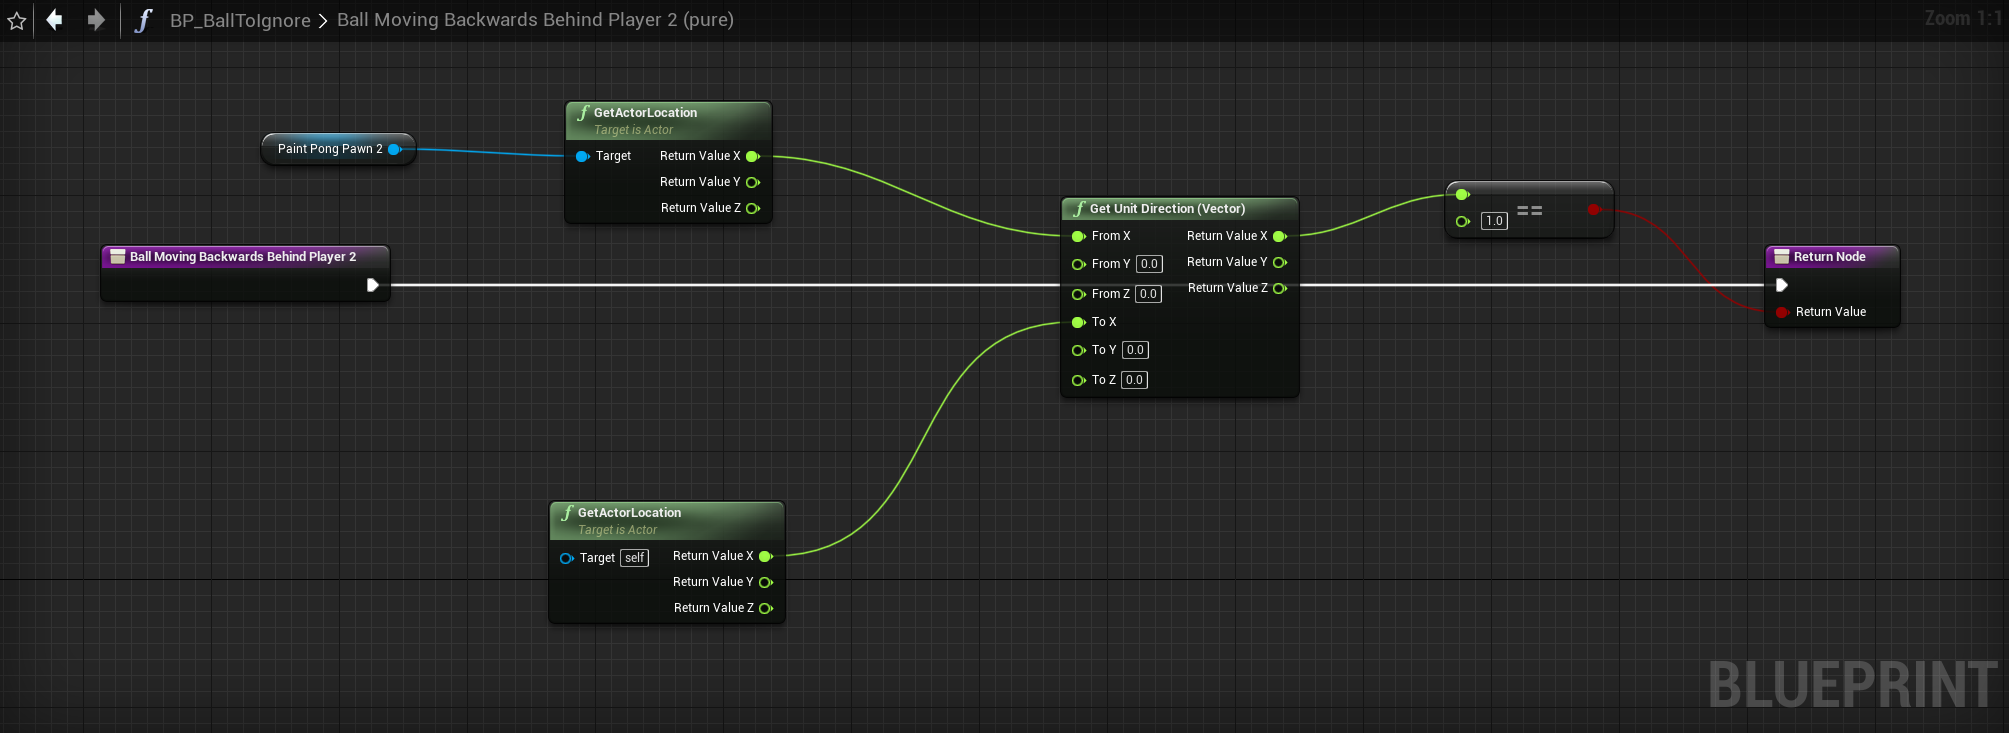 BP_BallToIgnore > Ball Moving Backwards Behind Player 2 (pure)
Zoom 1:1
GetActorLocation
Target is Actor
Paint Pong Pawn 2
Target
Return Value X
Return Value Y
Return Value Z
Ball Moving Backwards Behind Player 2
Get Unit Direction (Vector)
From X
From Y 0.0
From Z 0.0
To X
To Y 0.0
To Z 0.0
Return Value X
Return Value Y
Return Value Z
1.0 ==
Return Node
Return Value
GetActorLocation
Target is Actor
Target self
Return Value X
Return Value Y
Return Value Z
BLUEPRINT